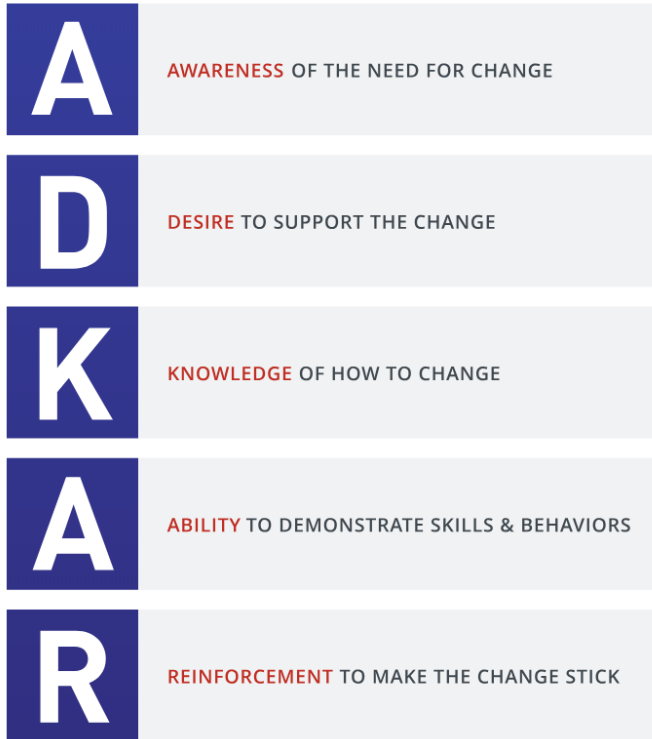 A
AWARENESS OF THE NEED FOR CHANGE
D
DESIRE TO SUPPORT THE CHANGE
K
KNOWLEDGE OF HOW TO CHANGE
A
ABILITY TO DEMONSTRATE SKILLS & BEHAVIORS
R
REINFORCEMENT TO MAKE THE CHANGE STICK